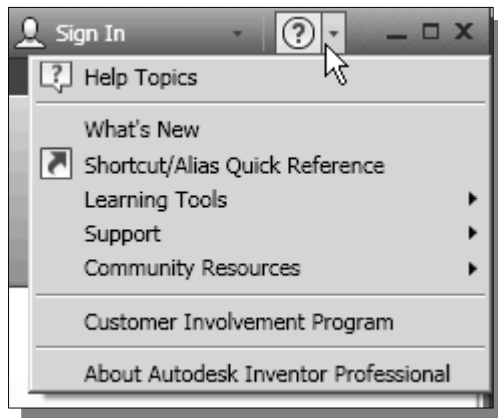 Sign In
Help Topics
What's New
Shortcut/Alias Quick Reference
Learning Tools
Support
Community Resources
Customer Involvement Program
About Autodesk Inventor Professional